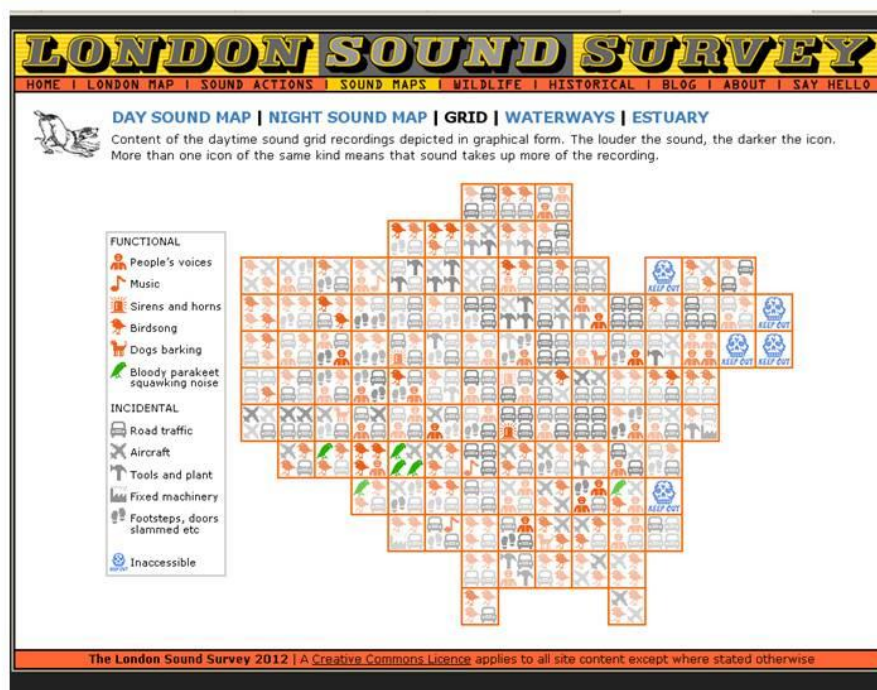 LONDON SOUND SURVEY
HOME | LONDON MAP | SOUND ACTIONS | SOUND MAPS | WILDLIFE | HISTORICAL | BLOG | ABOUT | SAY HELLO
DAY SOUND MAP | NIGHT SOUND MAP | GRID | WATERWAYS | ESTUARY
Content of the daytime sound grid recordings depicted in graphical form. The louder the sound, the darker the icon.
More than one icon of the same kind means that sound takes up more of the recording.
FUNCTIONAL
People's voices
Music
Sirens and horns
Birdsong
Dogs barking
Bloody parakeet
squawking noise
INCIDENTAL
Road traffic
Aircraft
Tools and plant
Fixed machinery
Footsteps, doors
slammed etc
KEEP OUT Inaccessible
KEEP OUT
KEEP OUT
KEEP OUT KEEP OUT
KEEP OUT
The London Sound Survey 2012 | A Creative Commons Licence applies to all site content except where stated otherwise